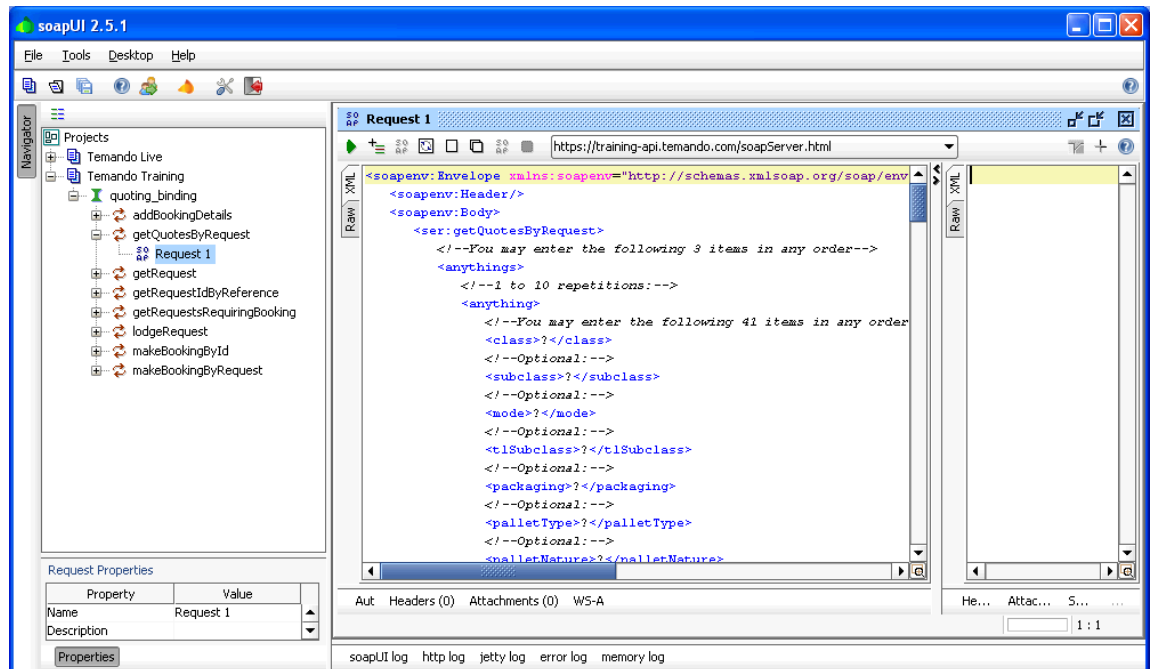 soapUI 2.5.1
File Tools Desktop Help
Navigator
Projects
Temando Live
Temando Training
quoting_binding
addBookingDetails
getQuotesByRequest
Request 1
getRequest
getRequestIdByReference
getRequestsRequiringBooking
lodgeRequest
makeBookingById
makeBookingByRequest
Request Properties
Property Value
Name Request 1
Description
Properties
Request 1
https://training-api.temando.com/soapServer.html
XML
Raw
<soapenv:Envelope xmlns:soapenv="http://schemas.xmlsoap.org/soap/env
<soapenv:Header/>
<soapenv:Body>
<ser:getQuotesByRequest>
<!--You may enter the following 3 items in any order-->
<anythings>
<!--1 to 10 repetitions:-->
<anything>
<!--You may enter the following 41 items in any order
<class>?</class>
<!--Optional:-->
<subclass>?</subclass>
<!--Optional:-->
<mode>?</mode>
<!--Optional:-->
<tlSubclass>?</tlSubclass>
<!--Optional:-->
<packaging>?</packaging>
<!--Optional:-->
<palletType>?</palletType>
<!--Optional:-->
<palletNature>?</palletNature>
XML
Raw
Aut Headers (0) Attachments (0) WS-A
He... Attac... S... ...
1 : 1
soapUI log http log jetty log error log memory log